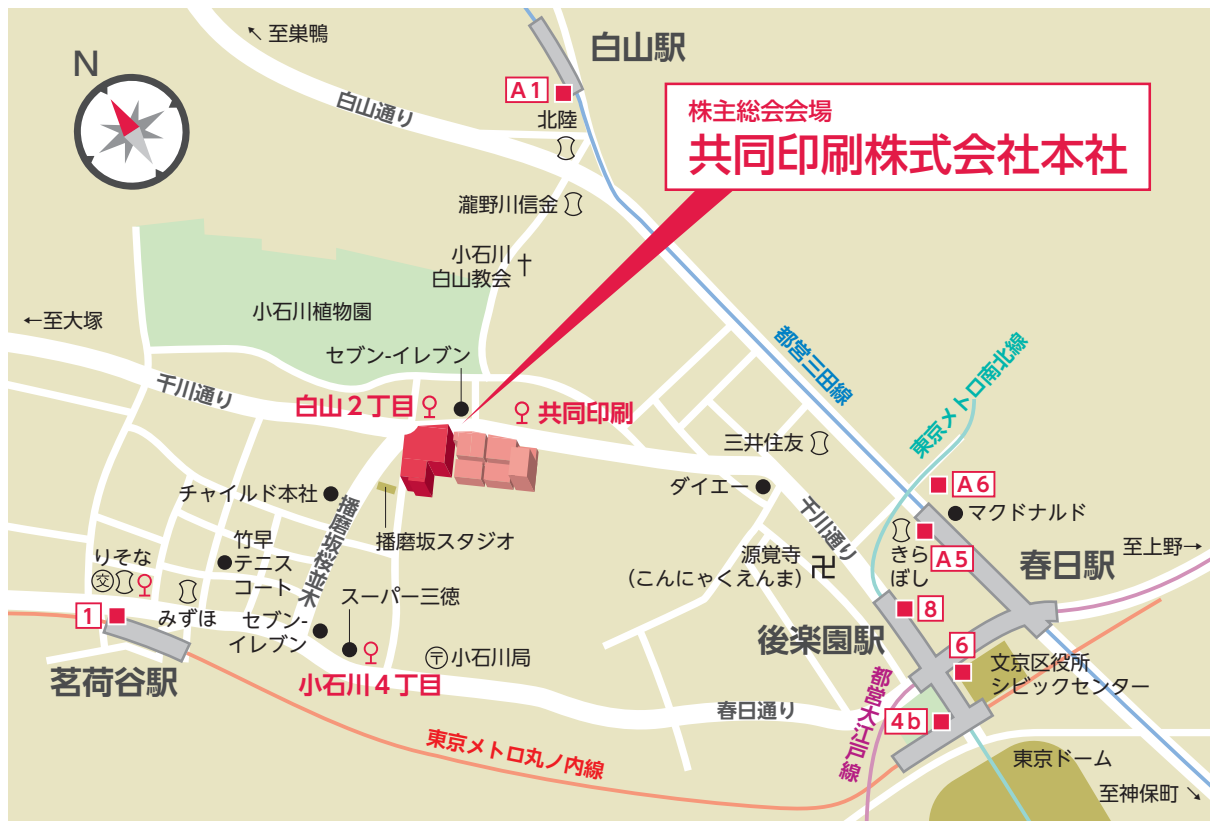 ↖ 至巣鴨
白山駅
N
A1
白山通り
北陸
株主総会会場
共同印刷株式会社本社
瀧野川信金
小石川
白山教会
小石川植物園
←至大塚
セブン-イレブン
都営三田線
東京メトロ南北線
千川通り
白山2丁目
共同印刷
三井住友
ダイエー
A6
マクドナルド
チャイルド本社
播磨坂桜並木
播磨坂スタジオ
千川通り
きら
ぼし
A5
春日駅
至上野→
竹早
テニス
コート
源覚寺
(こんにゃくえんま)
りそな
交
みずほ
1
茗荷谷駅
セブン-
イレブン
スーパー三徳
小石川4丁目
〒小石川局
8
後楽園駅
6
文京区役所
シビックセンター
4b
春日通り
都営大江戸線
東京メトロ丸ノ内線
東京ドーム
至神保町 ↘